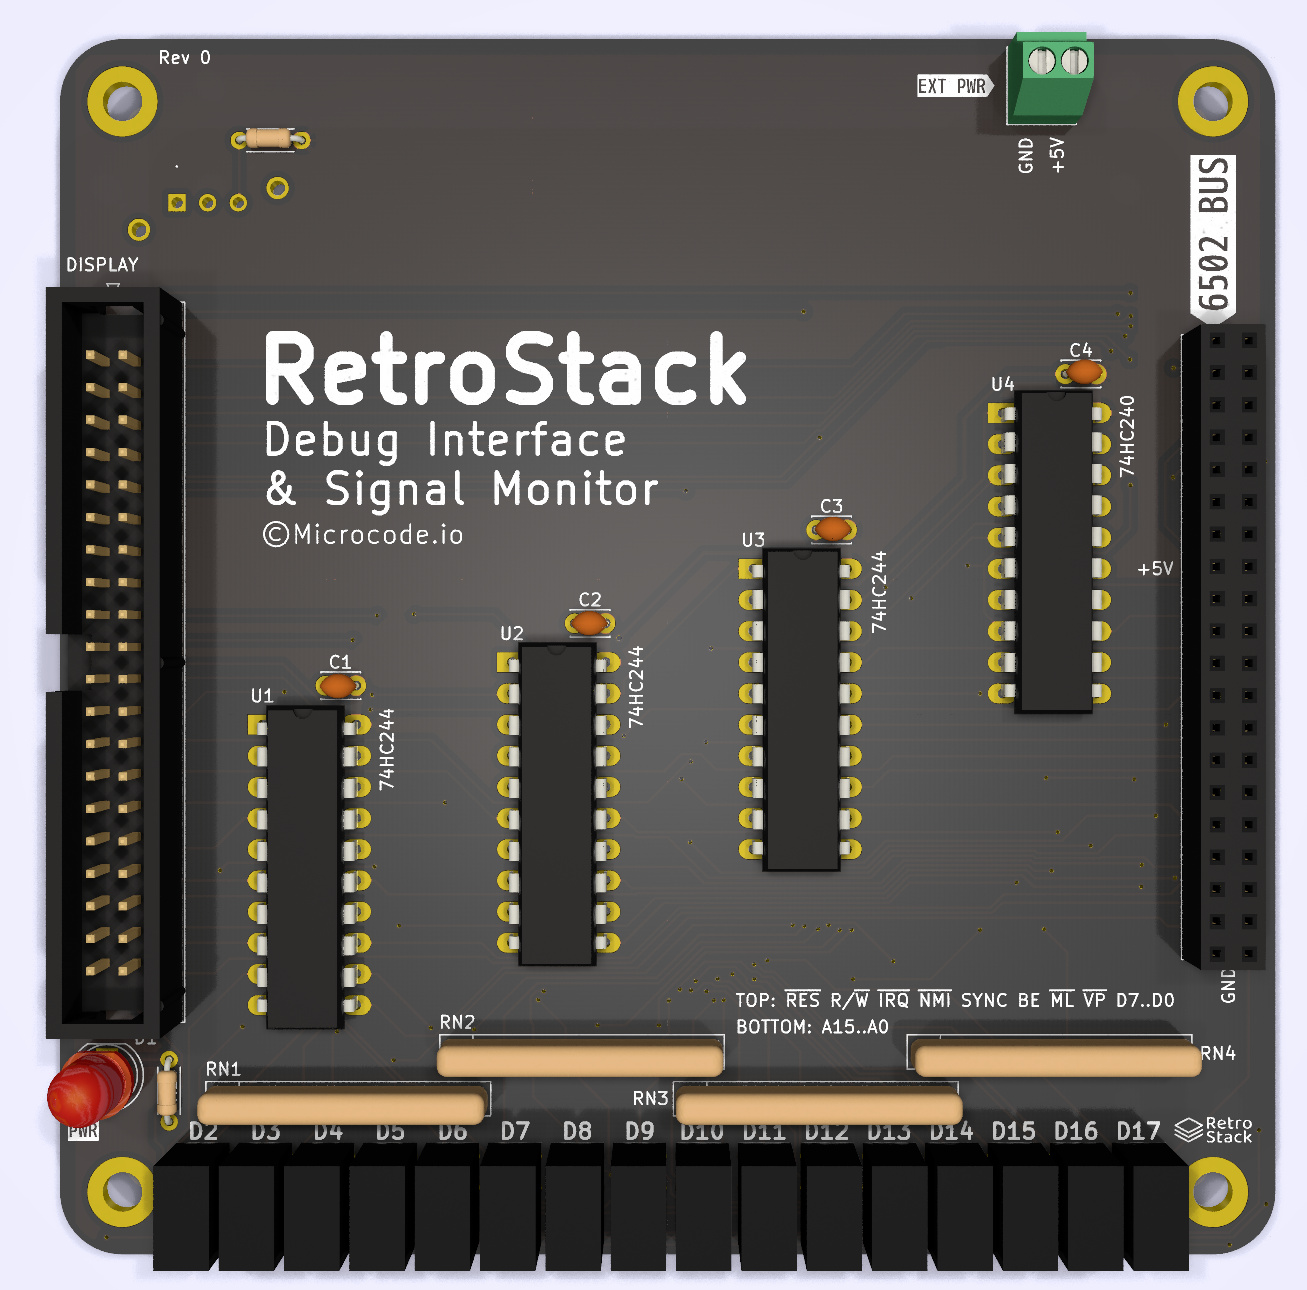 Rev 0
EXT PWR
GND
+5V
6502 BUS
DISPLAY
RetroStack
Debug Interface
& Signal Monitor
©Microcode.io
C4
U4
74HC240
C3
U3
74HC244
+5V
C2
U2
74HC244
C1
U1
74HC244
GND
TOP: RES R/W IRQ NMI SYNC BE ML VP D7..D0
BOTTOM: A15..A0
RN2
D1
RN4
RN1
RN3
PWR
D2 D3 D4 D5 D6 D7 D8 D9 D10 D11 D12 D13 D14 D15 D16 D17
Retro
Stack